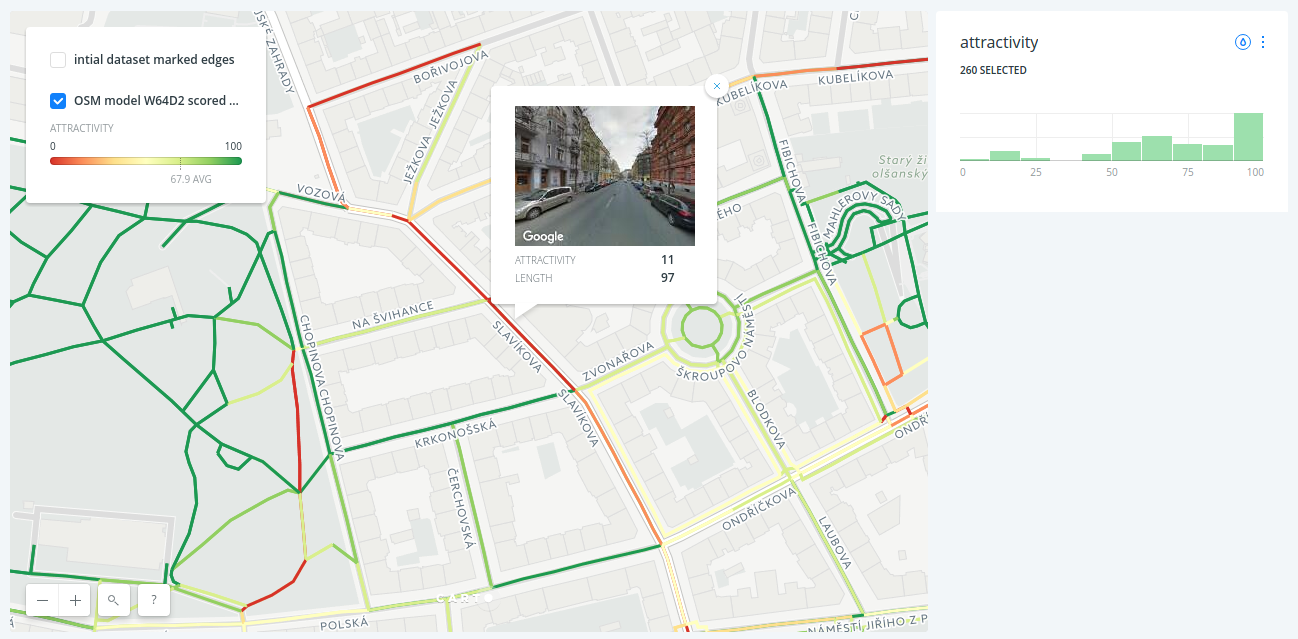 intial dataset marked edges
OSM model W64D2 scored ...
ATTRACTIVITY
0 100
67.9 AVG
BOŘIVOJOVA
JEŽKOVA JEŽKOVA
KUBELÍKOVA
KUBELÍKOVA
Google
ATTRACTIVITY 11
LENGTH 97
VOZOVÁ
FIBICHOVA
FIBICHOVA
Starý ži
olšanský
MAHLEROVY SADY
NA ŠVIHANCE
SLAVÍKOVA
SLAVÍKOVA
CHOPINOVA CHOPINOVA
ZVONAŘOVA
ŠKROUPOVO NÁMĚSTÍ
BLODKOVA
KRKONOŠSKÁ
ČERCHOVSKÁ
ONDŘÍČKOVA
ONDŘ
LAUBOVA
POLSKÁ
NÁMĚSTÍ JIŘÍHO Z P
CART
− + ?
attractivity
260 SELECTED
0 25 50 75 100